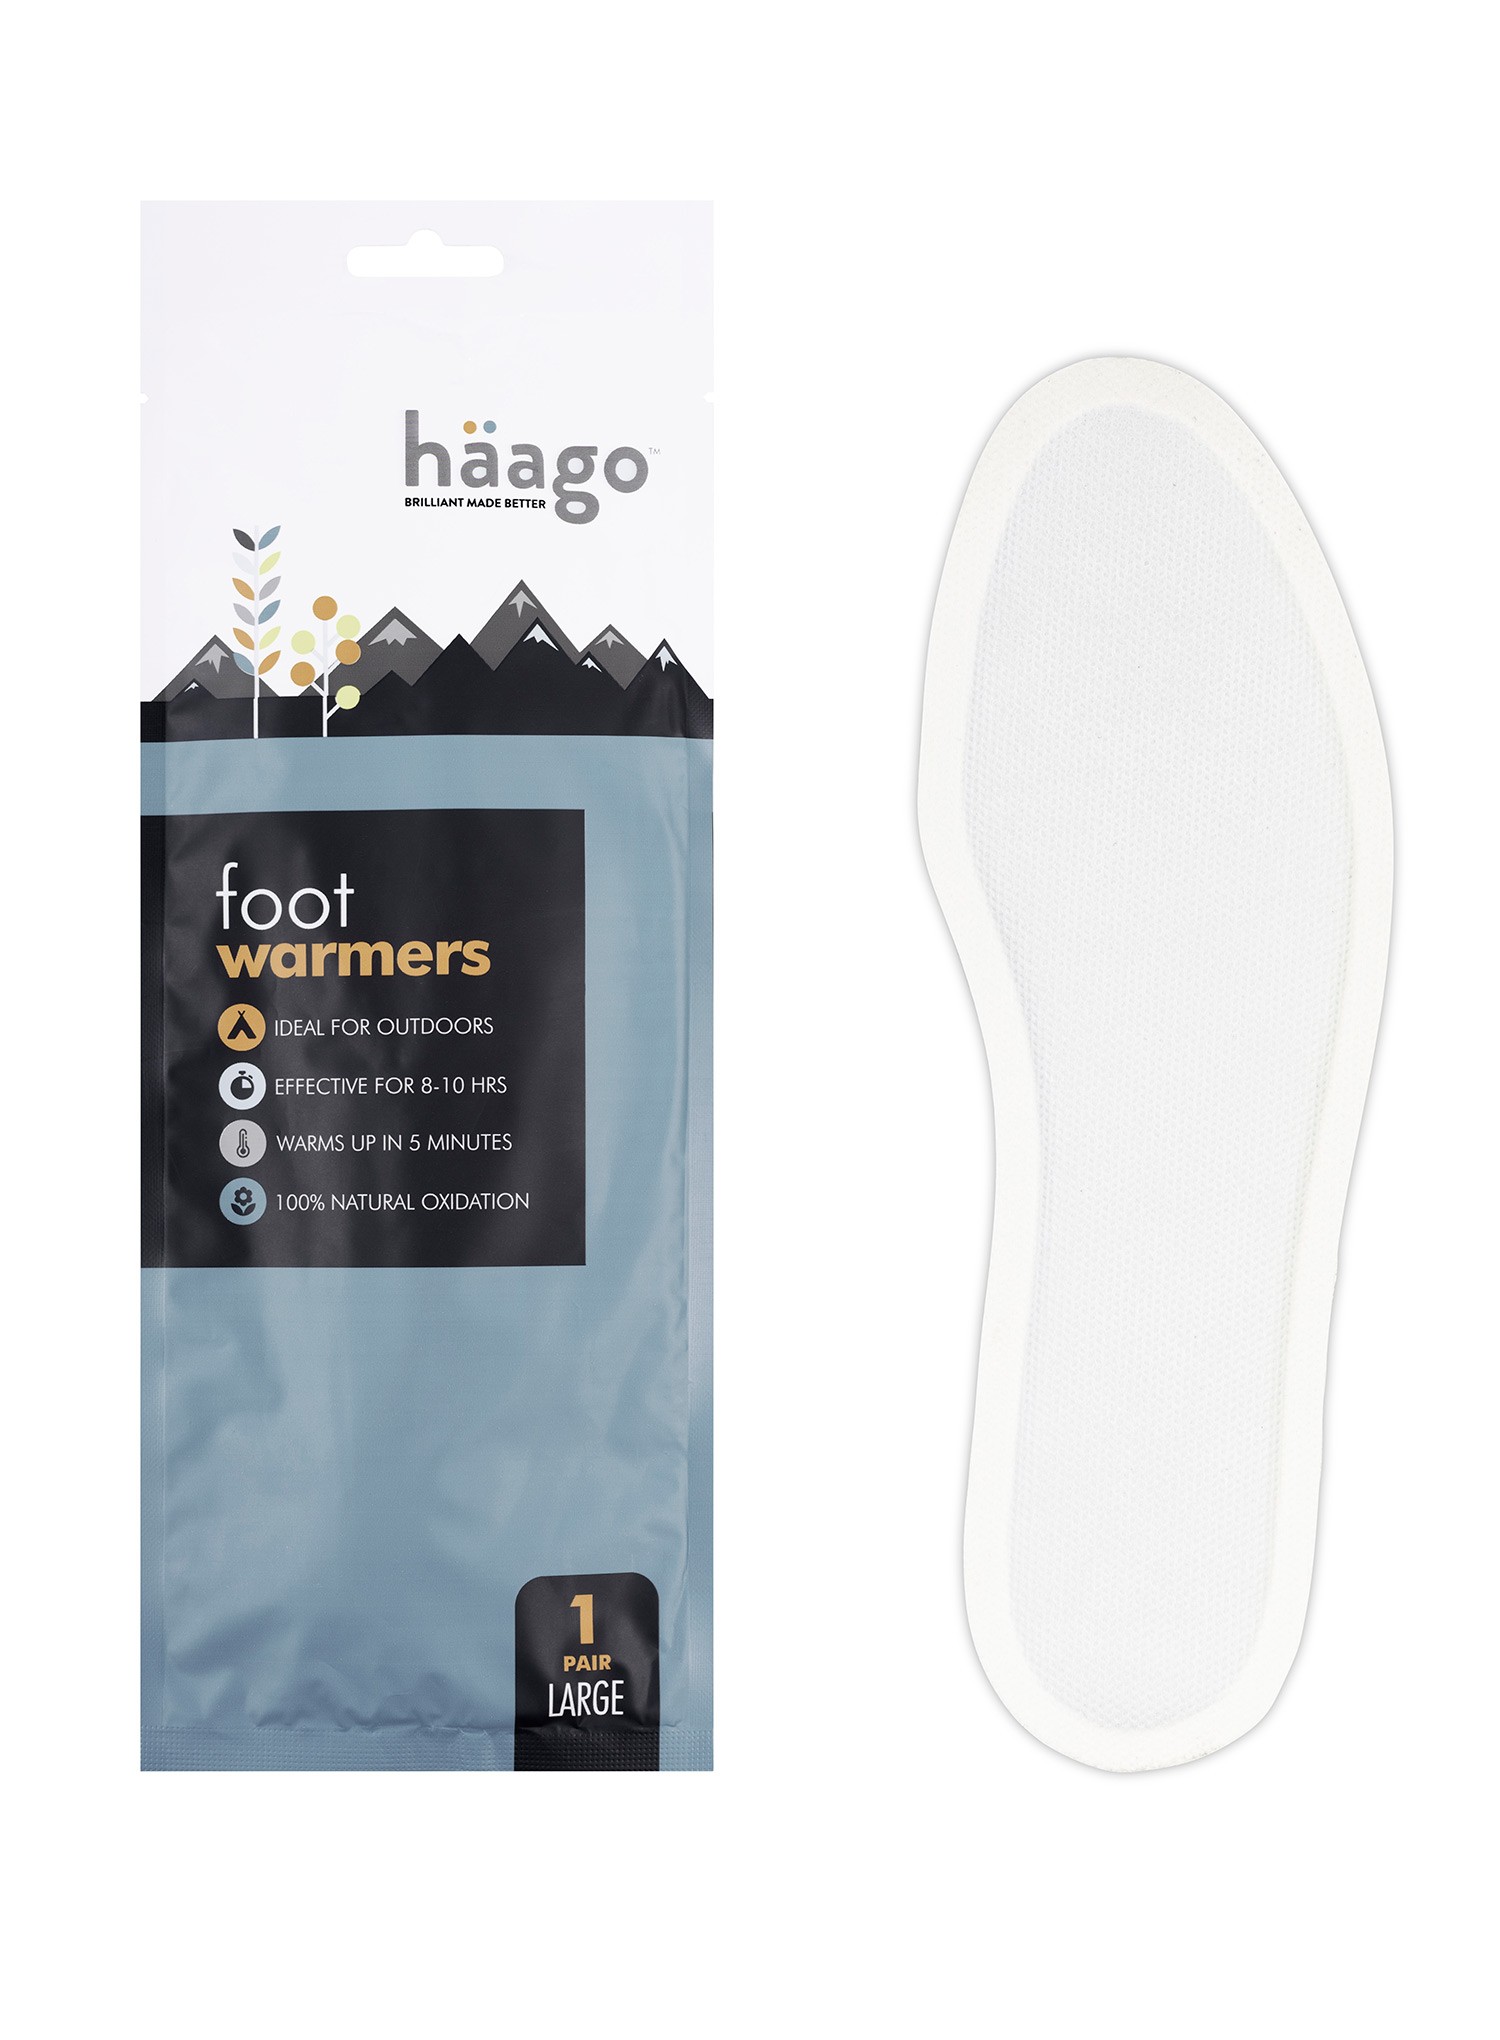 häago™
BRILLIANT MADE BETTER
foot
warmers
IDEAL FOR OUTDOORS
EFFECTIVE FOR 8-10 HRS
WARMS UP IN 5 MINUTES
100% NATURAL OXIDATION
1
PAIR
LARGE